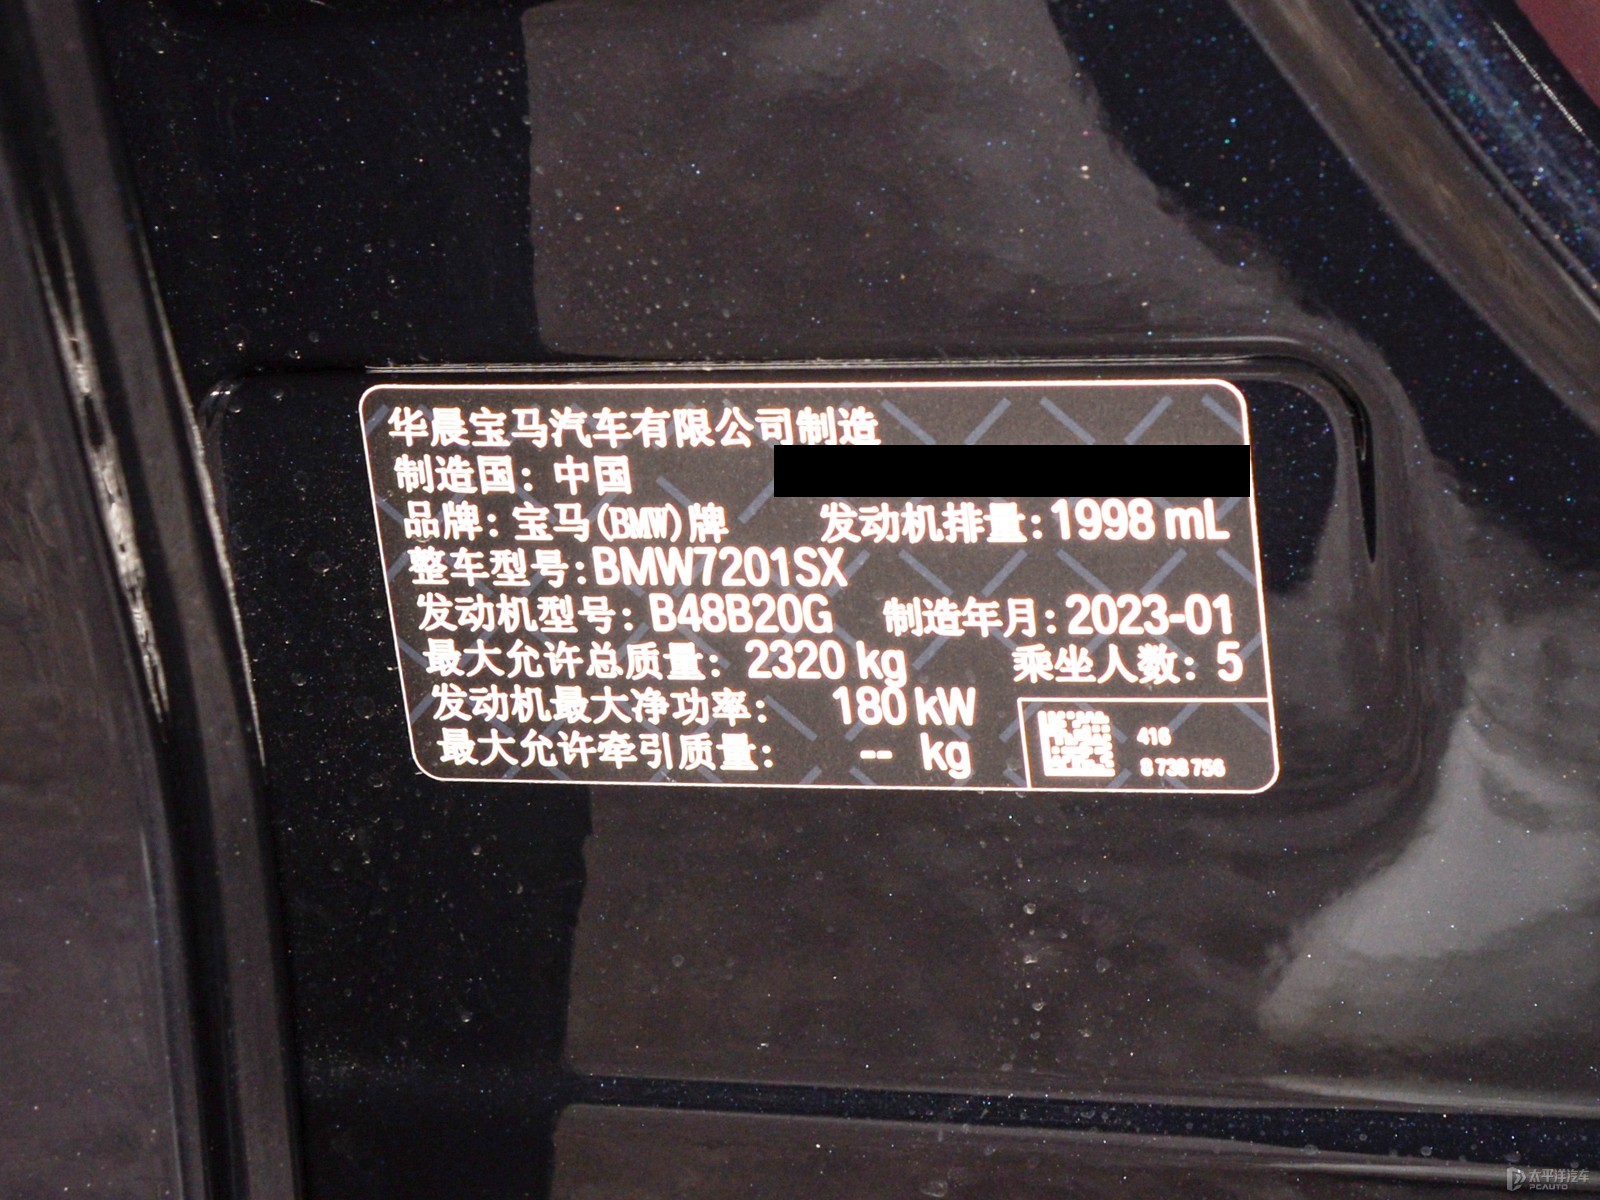 华晨宝马汽车有限公司制造
制造国：中国
品牌：宝马(BMW)牌 发动机排量：1998 mL
整车型号：BMW7201SX
发动机型号：B48B20G 制造年月：2023-01
最大允许总质量：2320 kg 乘坐人数：5
发动机最大净功率：180 kW
最大允许牵引质量：-- kg
416
8 738 756
太平洋汽车
PCAUTO